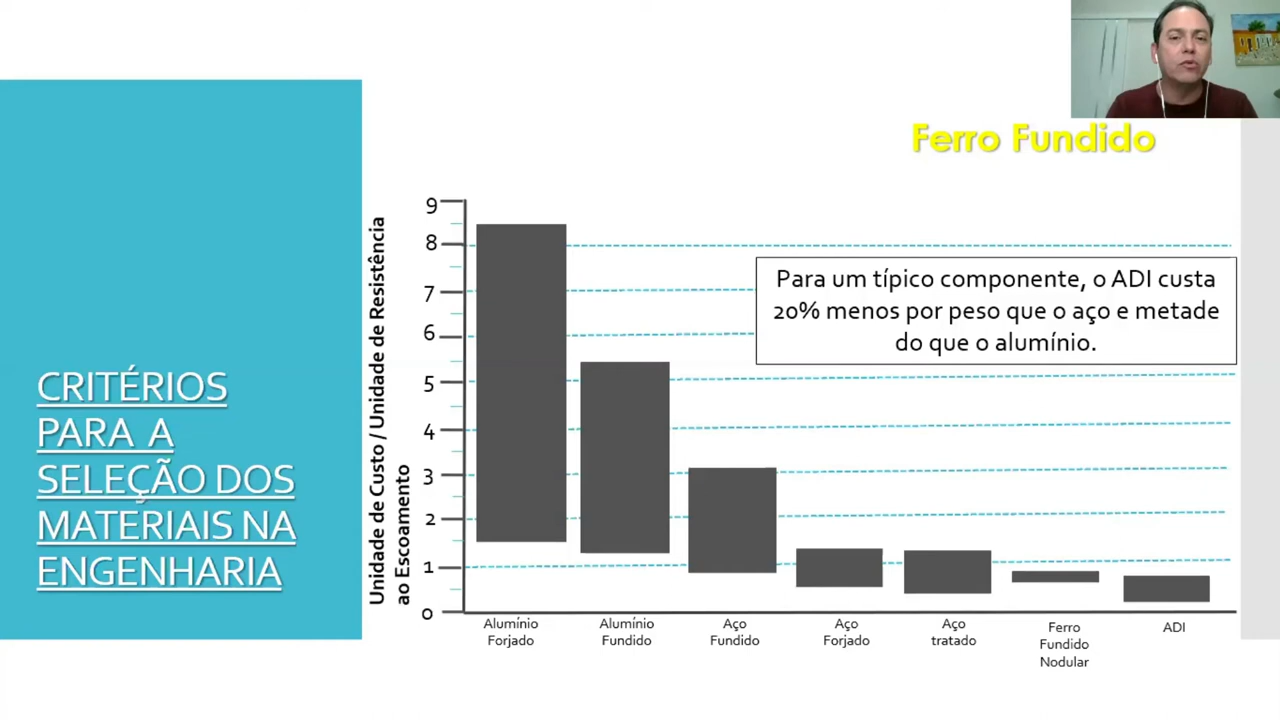 Ferro Fundido
CRITÉRIOS
PARA A
SELEÇÃO DOS
MATERIAIS NA
ENGENHARIA
Unidade de Custo / Unidade de Resistência
ao Escoamento
9
8
7
6
5
4
3
2
1
0
Para um típico componente, o ADI custa
20% menos por peso que o aço e metade
do que o alumínio.
Alumínio
Forjado
Alumínio
Fundido
Aço
Fundido
Aço
Forjado
Aço
tratado
Ferro
Fundido
Nodular
ADI